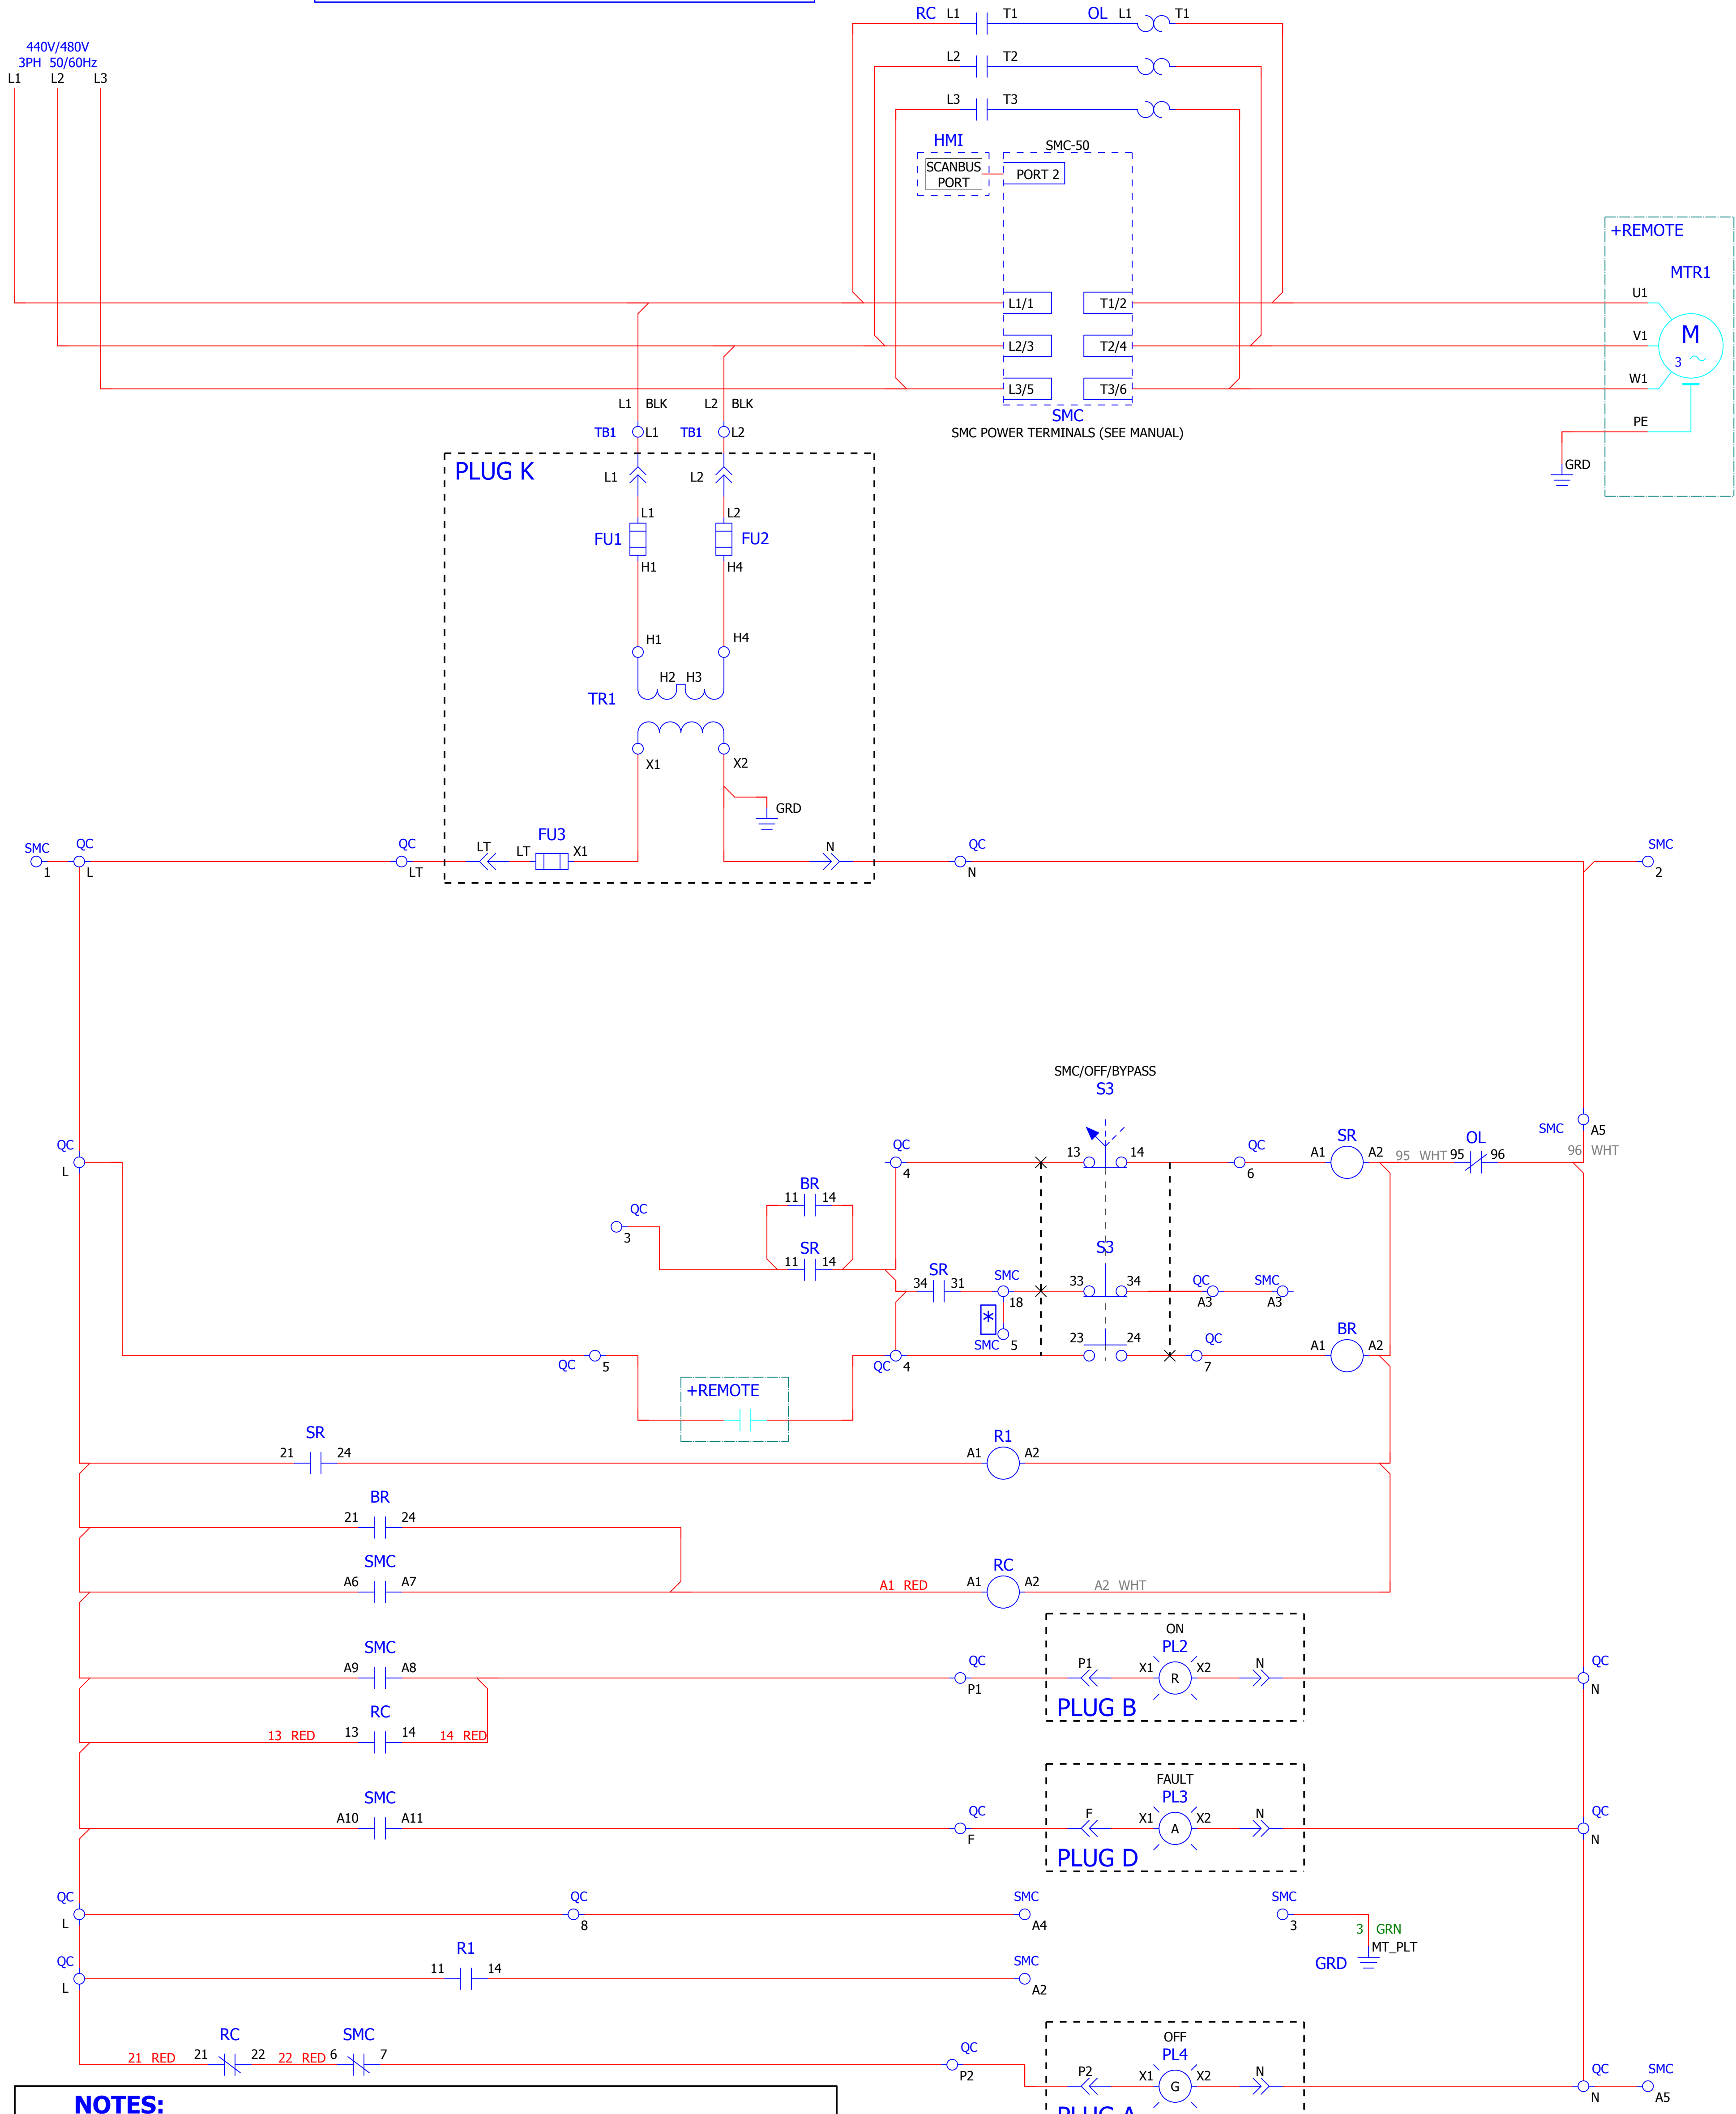 RC L1 T1 OL L1 T1
440V/480V
3PH 50/60Hz
L1 L2 L3
L2 T2
L3 T3
HMI
SMC-50
SCANBUS
PORT
PORT 2
+REMOTE
MTR1
L1/1 T1/2 U1
M
3
L2/3 T2/4 V1
L3/5 T3/6 W1
SMC
SMC POWER TERMINALS (SEE MANUAL)
PE
GRD
L1 BLK L2 BLK
TB1 L1 TB1 L2
PLUG K
L1 L2
L1 L2
FU1 FU2
H1 H4
H1 H4
H2 H3
TR1
X1 X2
GRD
SMC QC QC FU3 QC SMC
LT LT X1 N
1 L LT N 2
SMC/OFF/BYPASS
S3
SMC A5
96 WHT
QC QC 13 14 QC SR OL
L 4 6 A1 A2 95 WHT 95 96
BR
11 14
QC
3
SR
11 14
S3
SR SMC QC SMC
34 31 18 33 34 A3 A3
*
SMC 5
23 24 QC BR
QC 5 QC 4 7 A1 A2
+REMOTE
SR R1
21 24 A1 A2
BR
21 24
SMC RC
A6 A7 A1 RED A1 A2 A2 WHT
ON
SMC QC PL2 QC
A9 A8 P1 P1 X1 R X2 N N
PLUG B
RC
13 RED 13 14 14 RED
FAULT
SMC QC PL3 QC
A10 A11 F F X1 A X2 N N
PLUG D
QC QC SMC SMC
L 8 A4 3
3 GRN
MT_PLT
GRD
QC R1 SMC
L 11 14 A2
OFF
RC SMC QC PL4 QC SMC
21 RED 21 22 22 RED 6 7 P2 P2 X1 G X2 N N A5
PLUG A
NOTES: